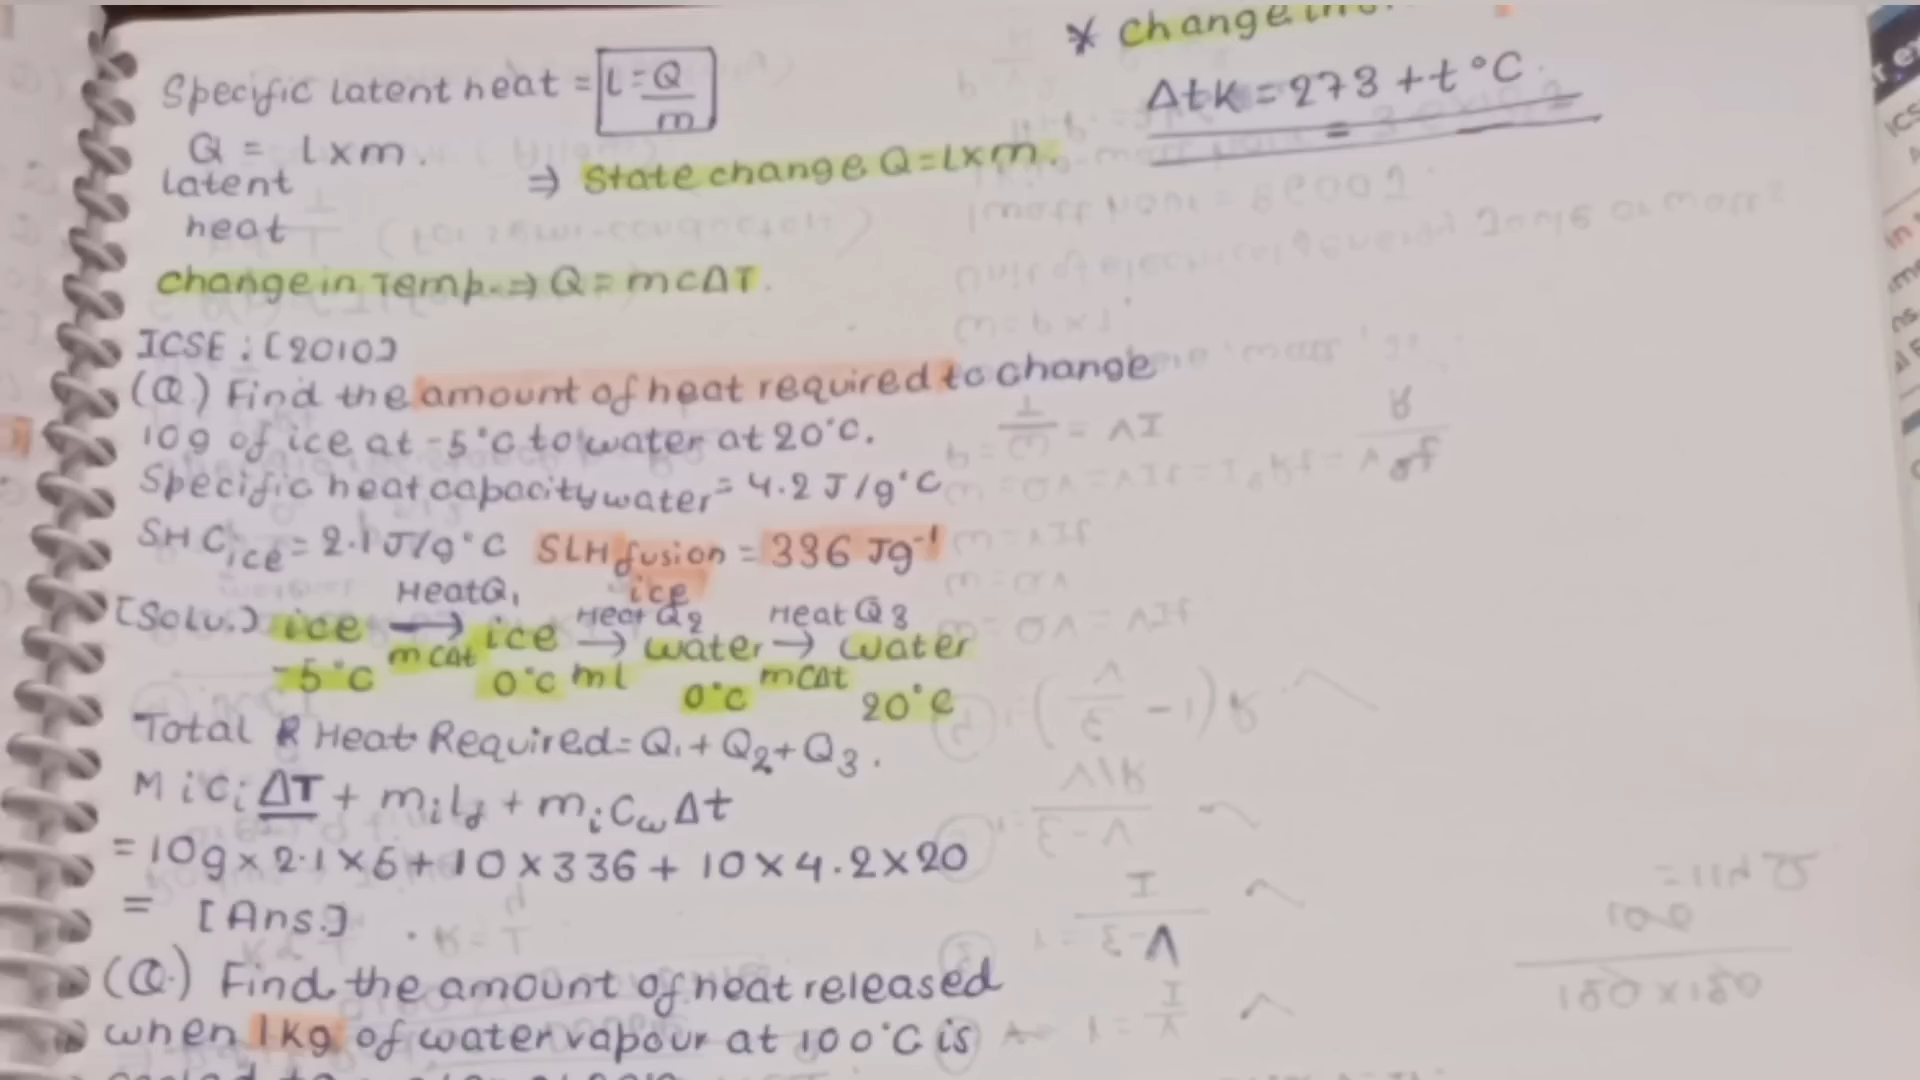 Specific latent heat = L = Q/m
Q = L x m.
latent
heat
⇒ State change Q = L x m.
change in Temp. ⇒ Q = mcΔT.
* change in
ΔtK = 273 + t°C
ICSE : [2010]
(Q.) Find the amount of heat required to change
10g of ice at -5°C to water at 20°C.
Specific heat capacity water = 4.2 J/g°C
SHC ice = 2.1 J/g°C SLH fusion = 336 Jg⁻¹
ice
Heat Q₁ Heat Q₂ Heat Q₃
[Solu.] ice → ice → water → water
-5°C mcΔt 0°C mL 0°C mcΔt 20°C
Total Heat Required = Q₁ + Q₂ + Q₃.
MiCi ΔT + miLf + miCwΔt
= 10g x 2.1 x 5 + 10 x 336 + 10 x 4.2 x 20
= [Ans.]
(Q.) Find the amount of heat released
when 1kg of water vapour at 100°C is